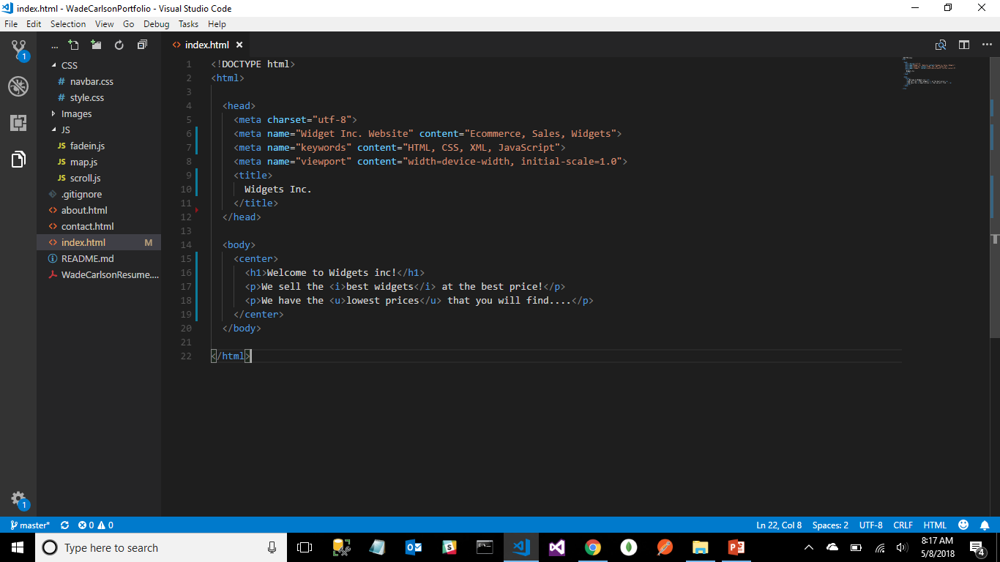 index.html - WadeCarlsonPortfolio - Visual Studio Code
File Edit Selection View Go Debug Tasks Help
1
...
CSS
# navbar.css
# style.css
Images
JS
JS fadein.js
JS map.js
JS scroll.js
.gitignore
<> about.html
<> contact.html
<> index.html M
README.md
WadeCarlsonResume....
1
<> index.html ×
...
1 <!DOCTYPE html>
2 <html>
3
4 <head>
5 <meta charset="utf-8">
6 <meta name="Widget Inc. Website" content="Ecommerce, Sales, Widgets">
7 <meta name="keywords" content="HTML, CSS, XML, JavaScript">
8 <meta name="viewport" content="width=device-width, initial-scale=1.0">
9 <title>
10 Widgets Inc.
11 </title>
12 </head>
13
14 <body>
15 <center>
16 <h1>Welcome to Widgets inc!</h1>
17 <p>We sell the <i>best widgets</i> at the best price!</p>
18 <p>We have the <u>lowest prices</u> that you will find....</p>
19 </center>
20 </body>
21
22 </html>
master* 0 0 Ln 22, Col 8 Spaces: 2 UTF-8 CRLF HTML
Type here to search
8:17 AM
5/8/2018
4